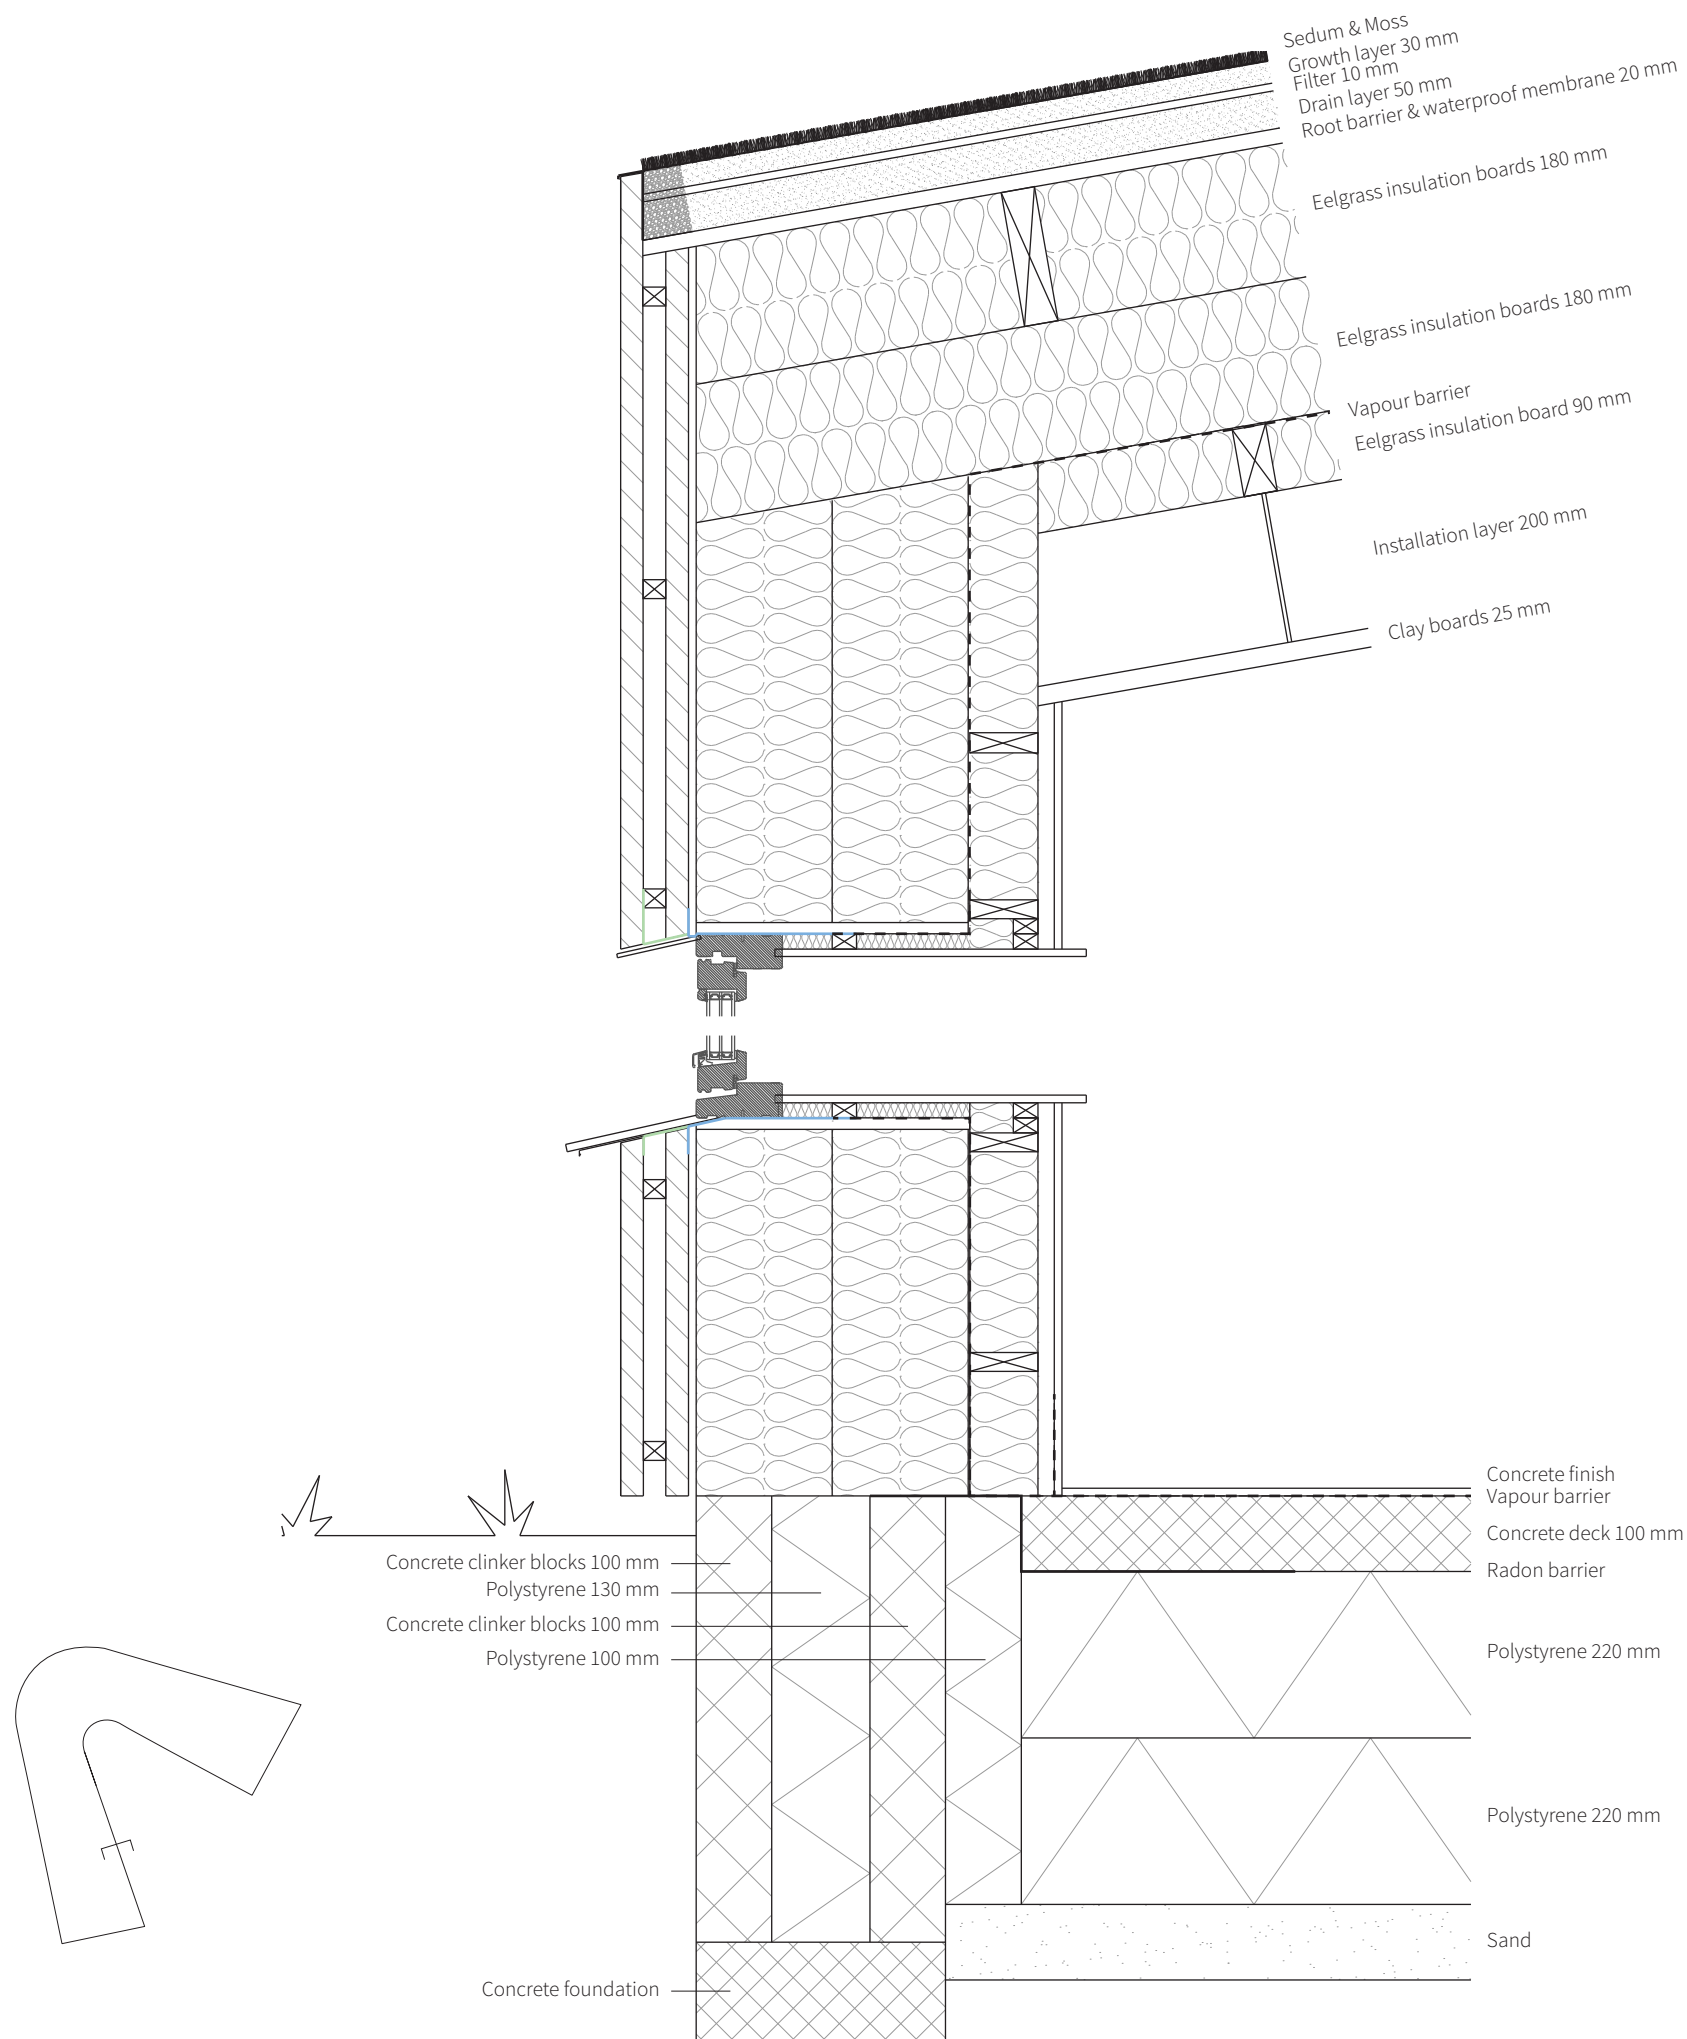 Sedum & Moss
Growth layer 30 mm
Filter 10 mm
Drain layer 50 mm
Root barrier & waterproof membrane 20 mm
Eelgrass insulation boards 180 mm
Eelgrass insulation boards 180 mm
Vapour barrier
Eelgrass insulation board 90 mm
Installation layer 200 mm
Clay boards 25 mm
Concrete finish
Vapour barrier
Concrete deck 100 mm
Radon barrier
Concrete clinker blocks 100 mm
Polystyrene 130 mm
Concrete clinker blocks 100 mm
Polystyrene 100 mm
Polystyrene 220 mm
Polystyrene 220 mm
Sand
Concrete foundation